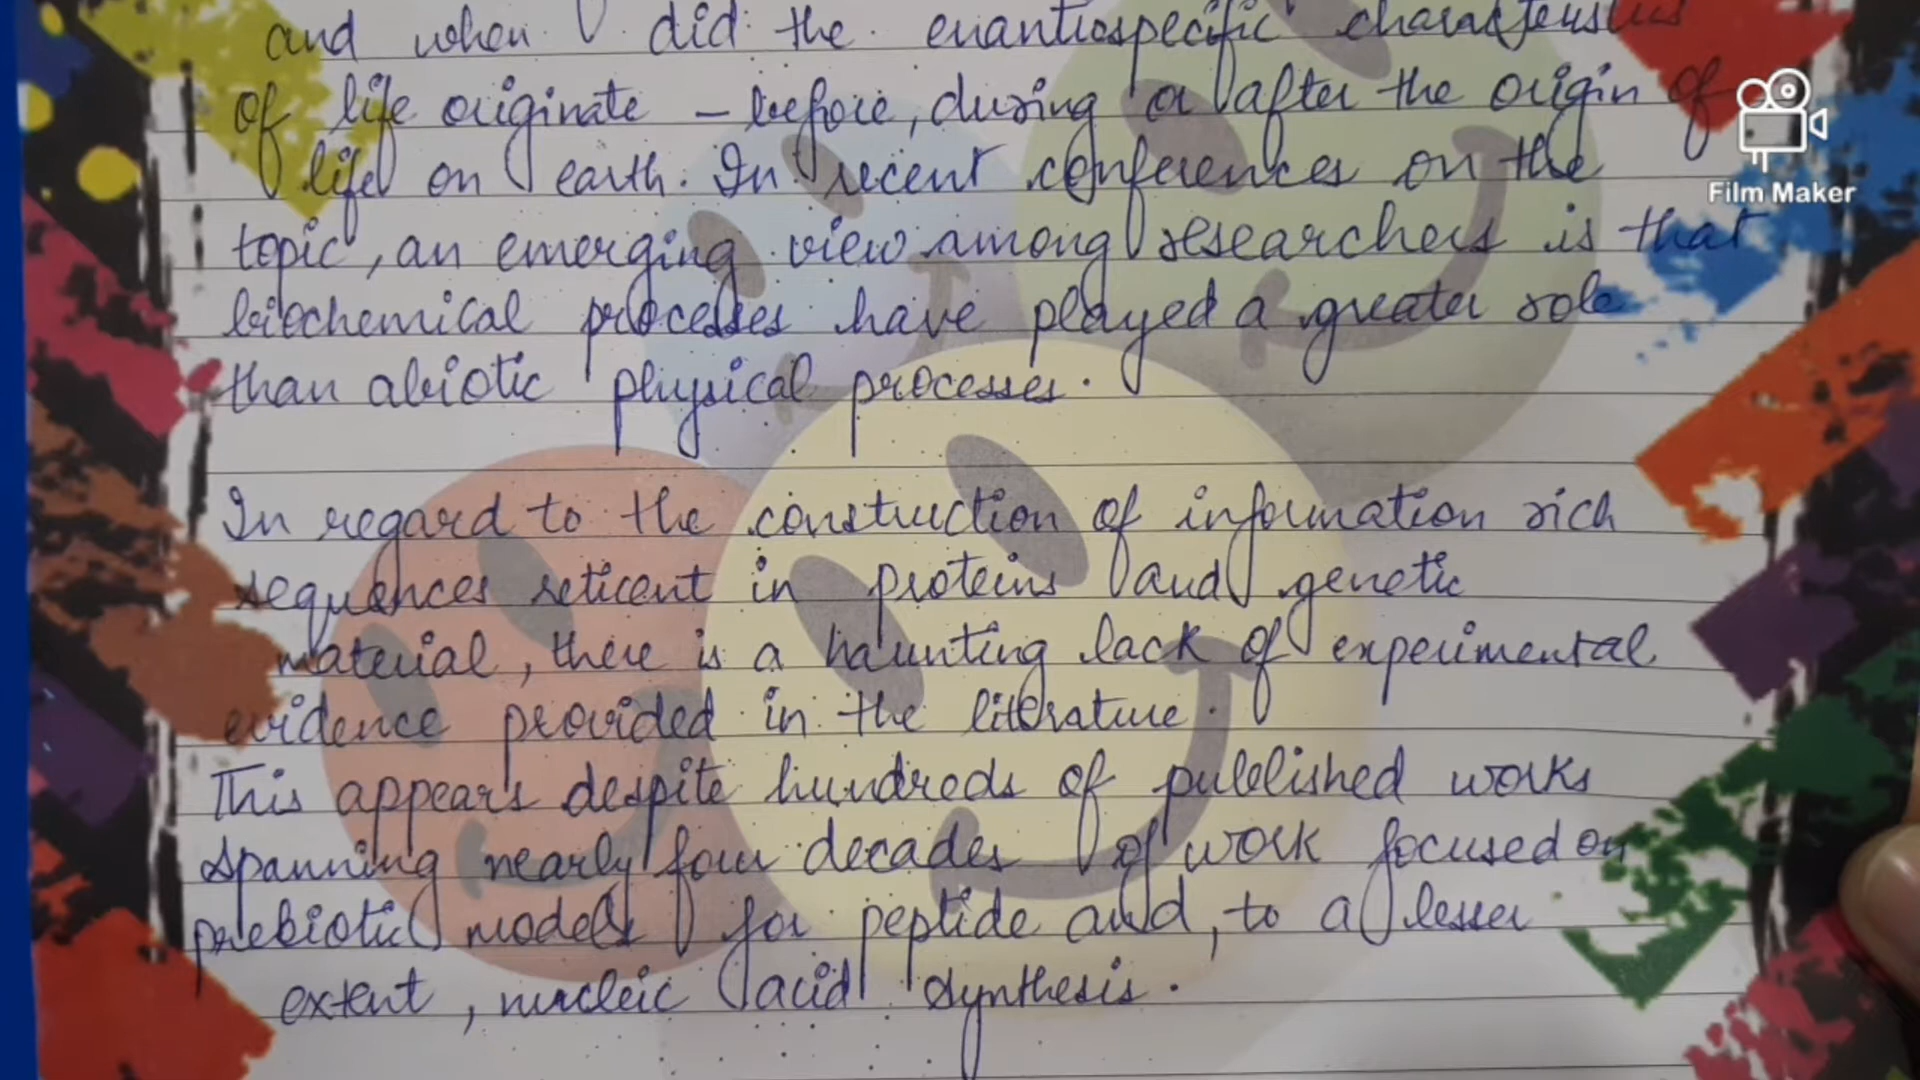 and when did the enantiospecific characteristics
of life originate – before, during or after the origin of
life on earth. In recent conferences on the
topic, an emerging view among researchers is that
biochemical processes have played a greater role
than abiotic physical processes.
In regard to the construction of information rich
sequences reticent in proteins and genetic
material, there is a haunting lack of experimental
evidence provided in the literature.
This appears despite hundreds of published works
spanning nearly four decades of work focused on
prebiotic models for peptide and, to a lesser
extent, nucleic acid synthesis.
Film Maker